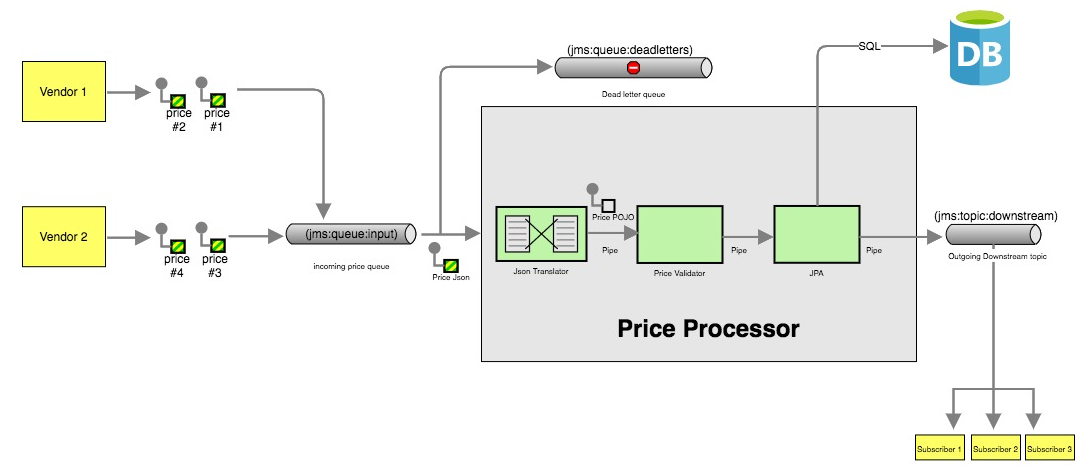 (jms:queue:deadletters)
Dead letter queue
SQL
DB
Vendor 1
price
#2
price
#1
Vendor 2
price
#4
price
#3
(jms:queue:input)
incoming price queue
Price Json
Price POJO
Json Translator
Pipe
Price Validator
Pipe
JPA
Pipe
Price Processor
(jms:topic:downstream)
Outgoing Downstream topic
Subscriber 1
Subscriber 2
Subscriber 3